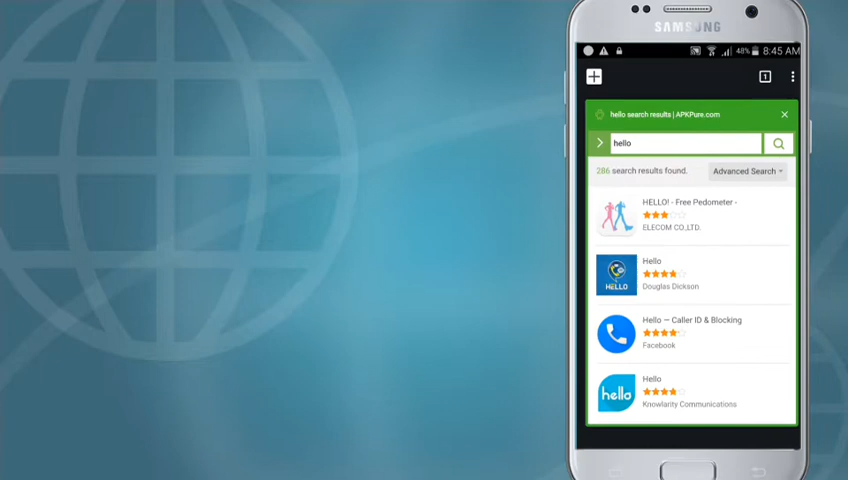 SAMSUNG
48% 8:45 AM
1
hello search results | APKPure.com
hello
286 search results found.
Advanced Search
HELLO! - Free Pedometer -
ELECOM CO.,LTD.
Hello
HELLO
Douglas Dickson
Hello — Caller ID & Blocking
Facebook
Hello
hello
Knowlarity Communications